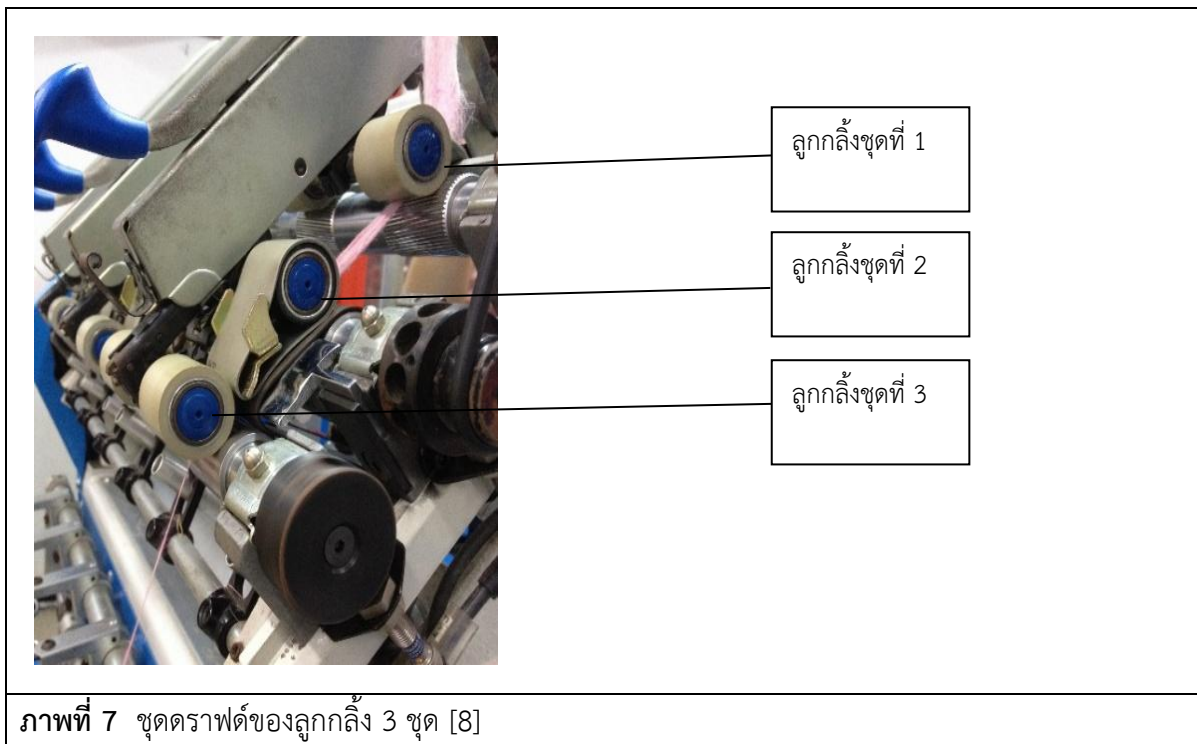 ลูกกลิ้งชุดที่ 1
ลูกกลิ้งชุดที่ 2
ลูกกลิ้งชุดที่ 3
ภาพที่ 7 ชุดดราฟด์ของลูกกลิ้ง 3 ชุด [8]